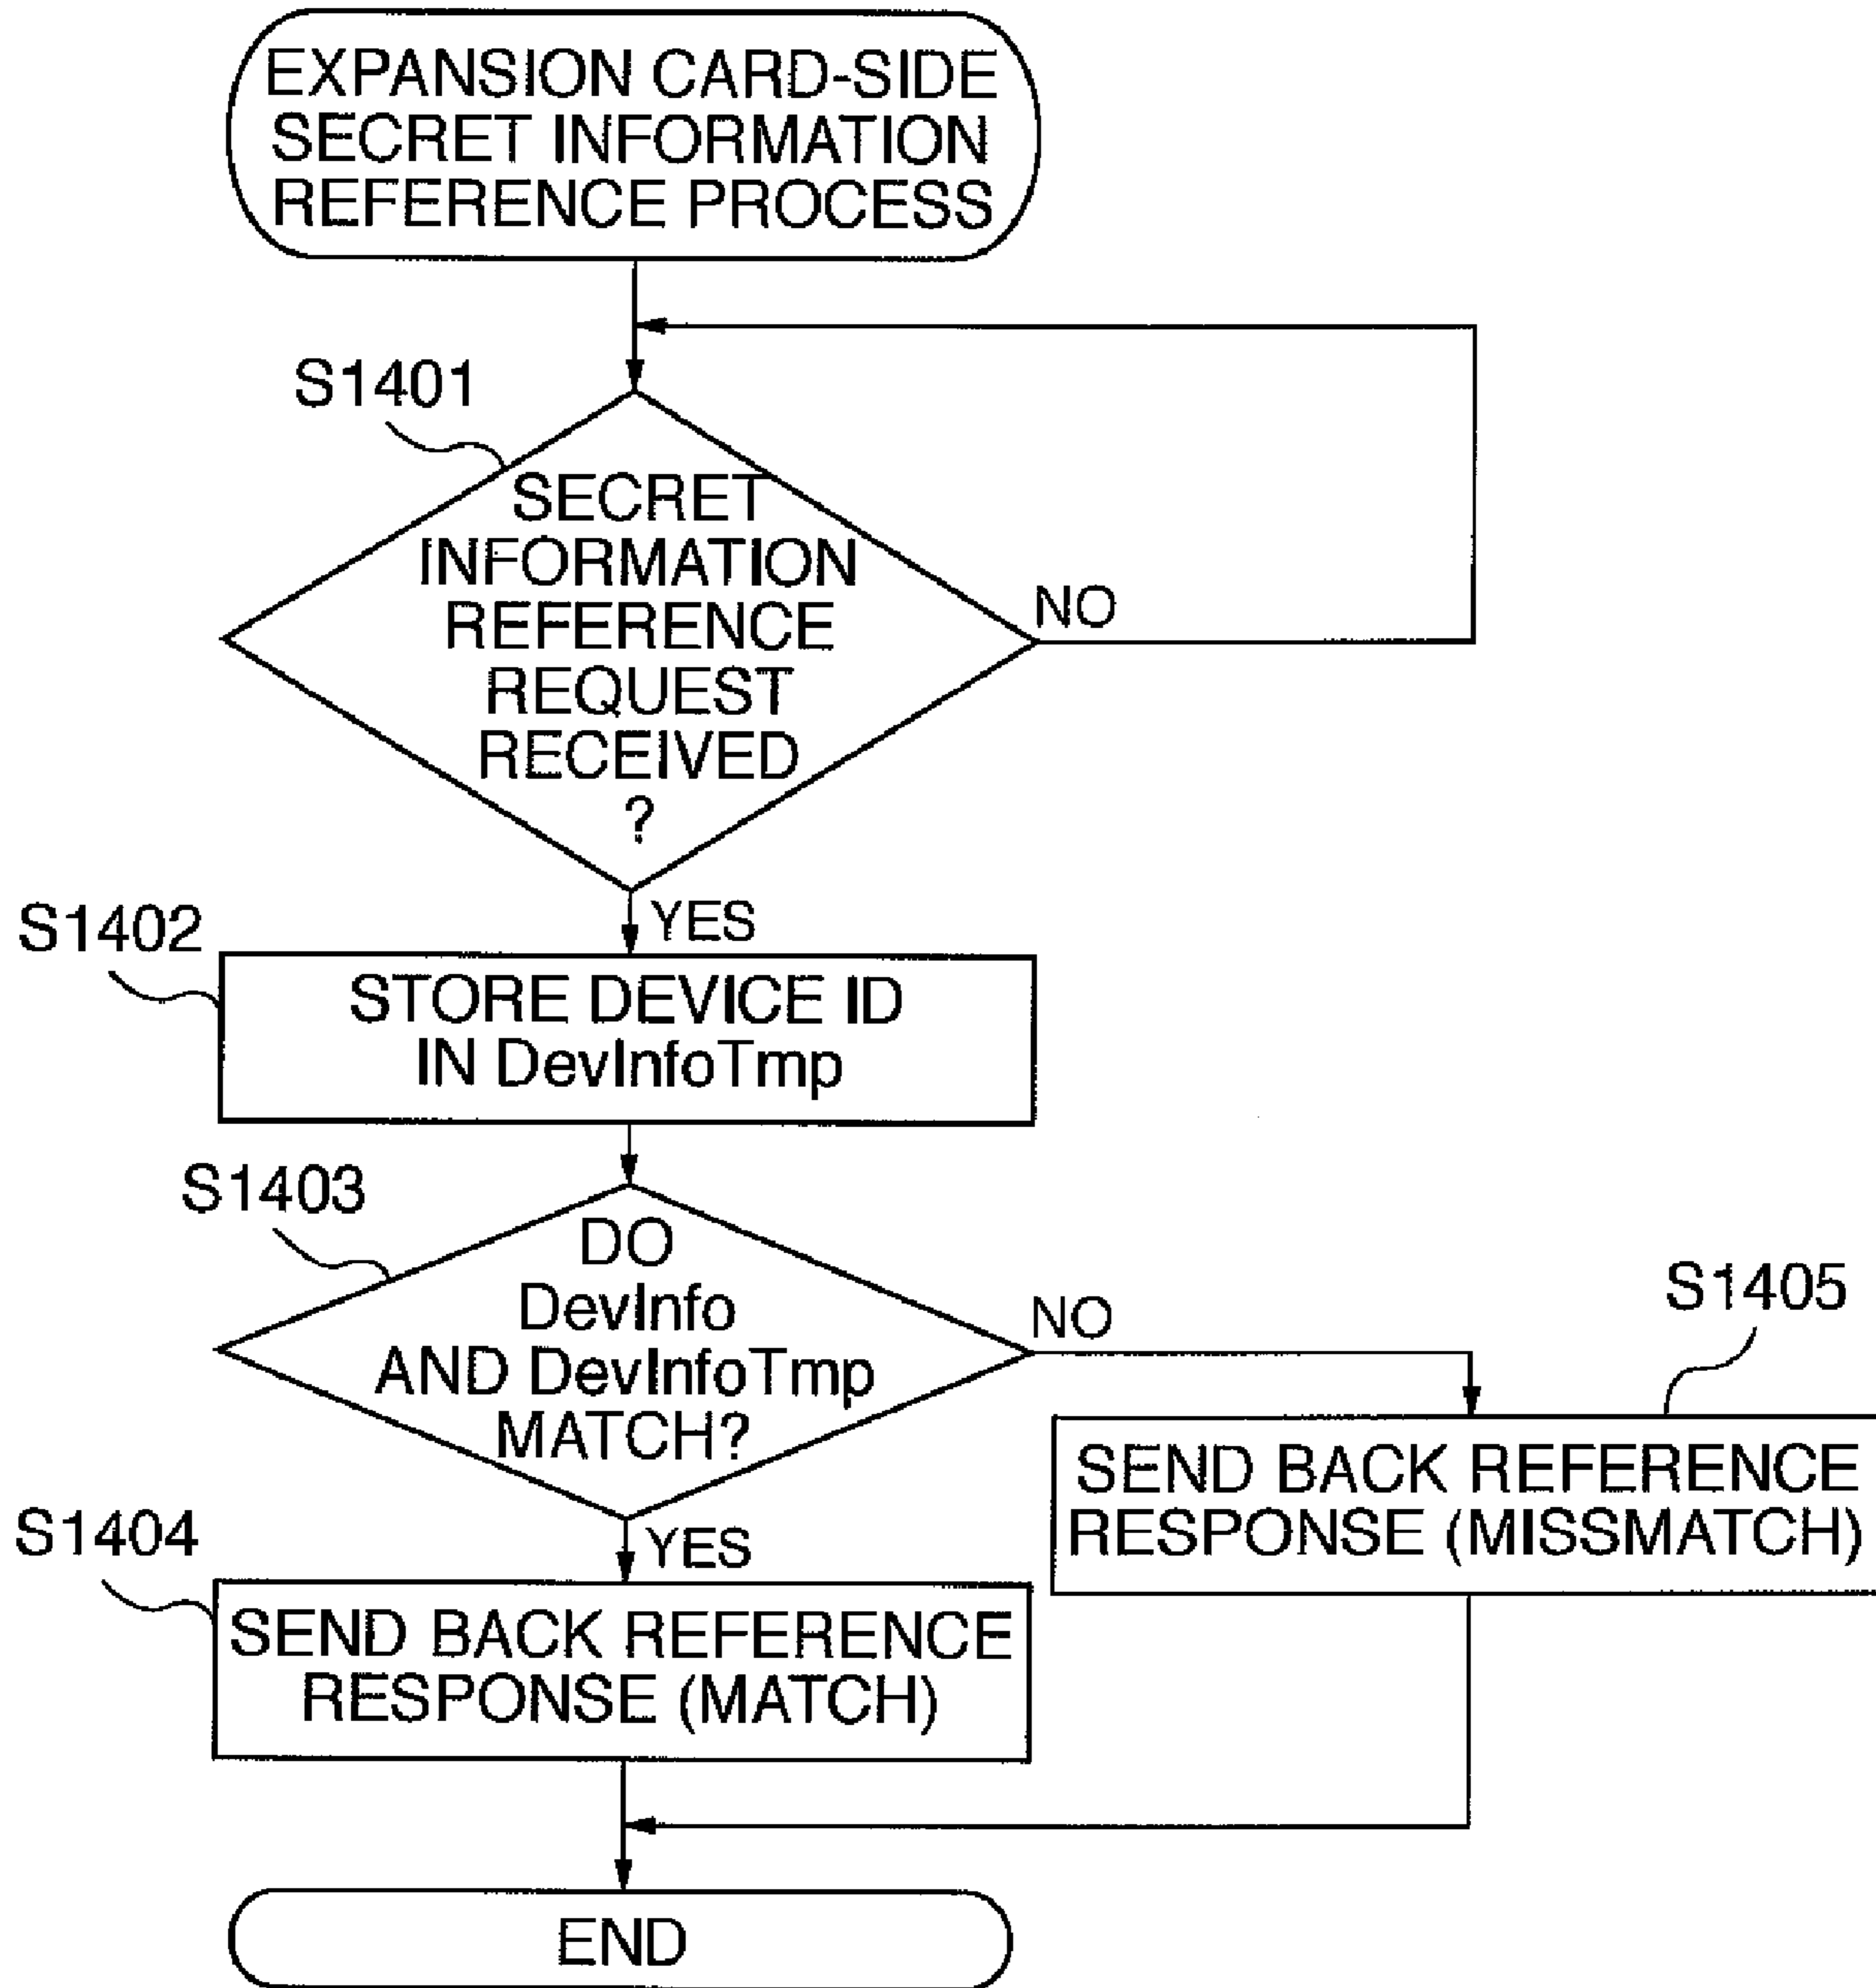 EXPANSION CARD-SIDE
SECRET INFORMATION
REFERENCE PROCESS
S1401
SECRET
INFORMATION
REFERENCE
REQUEST
RECEIVED
?
NO
YES
S1402
STORE DEVICE ID
IN DevInfoTmp
S1403
DO
DevInfo
AND DevInfoTmp
MATCH?
NO
S1405
SEND BACK REFERENCE
RESPONSE (MISSMATCH)
YES
S1404
SEND BACK REFERENCE
RESPONSE (MATCH)
END